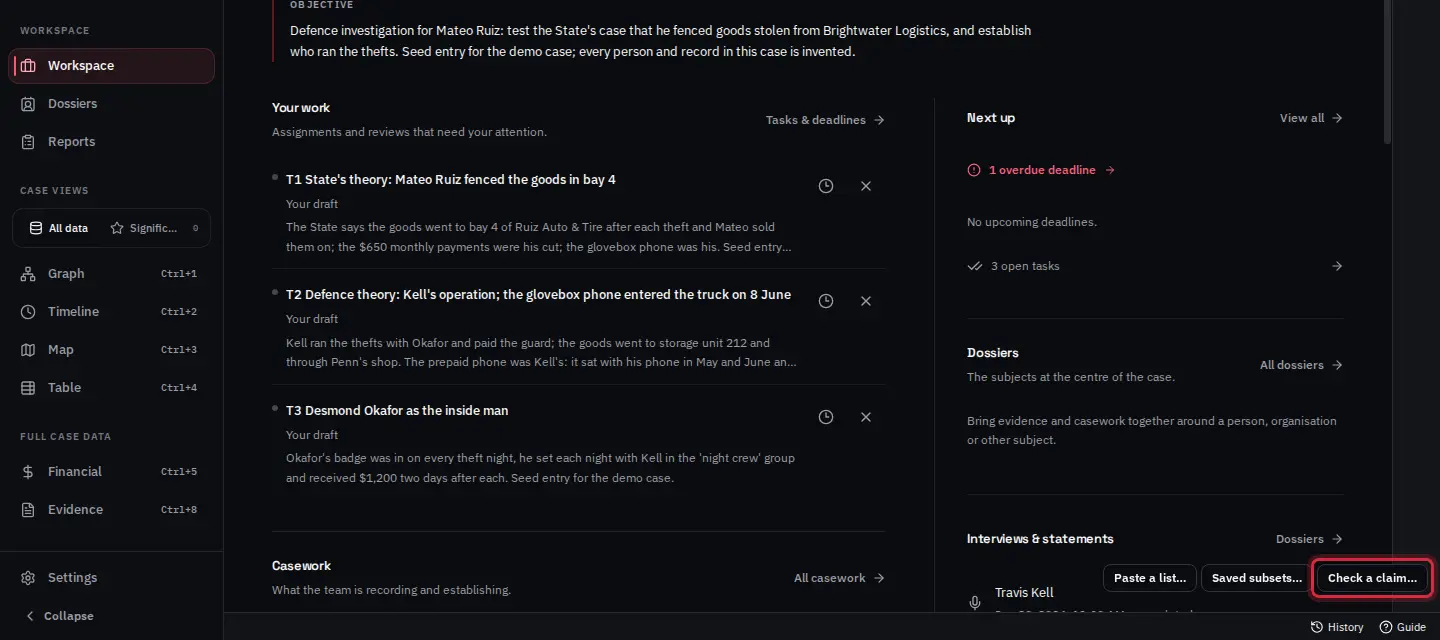 WORKSPACE
Workspace
Dossiers
Reports
CASE VIEWS
All data
Signific... 0
Graph Ctrl+1
Timeline Ctrl+2
Map Ctrl+3
Table Ctrl+4
FULL CASE DATA
Financial Ctrl+5
Evidence Ctrl+8
Settings
Collapse
OBJECTIVE
Defence investigation for Mateo Ruiz: test the State's case that he fenced goods stolen from Brightwater Logistics, and establish
who ran the thefts. Seed entry for the demo case; every person and record in this case is invented.
Your work
Assignments and reviews that need your attention.
Tasks & deadlines
T1 State's theory: Mateo Ruiz fenced the goods in bay 4
Your draft
The State says the goods went to bay 4 of Ruiz Auto & Tire after each theft and Mateo sold
them on; the $650 monthly payments were his cut; the glovebox phone was his. Seed entry...
T2 Defence theory: Kell's operation; the glovebox phone entered the truck on 8 June
Your draft
Kell ran the thefts with Okafor and paid the guard; the goods went to storage unit 212 and
through Penn's shop. The prepaid phone was Kell's: it sat with his phone in May and June an...
T3 Desmond Okafor as the inside man
Your draft
Okafor's badge was in on every theft night, he set each night with Kell in the 'night crew' group
and received $1,200 two days after each. Seed entry for the demo case.
Casework
What the team is recording and establishing.
All casework
Next up
View all
1 overdue deadline
No upcoming deadlines.
3 open tasks
Dossiers
The subjects at the centre of the case.
All dossiers
Bring evidence and casework together around a person, organisation
or other subject.
Interviews & statements
Dossiers
Travis Kell
Paste a list...
Saved subsets...
Check a claim...
History
Guide